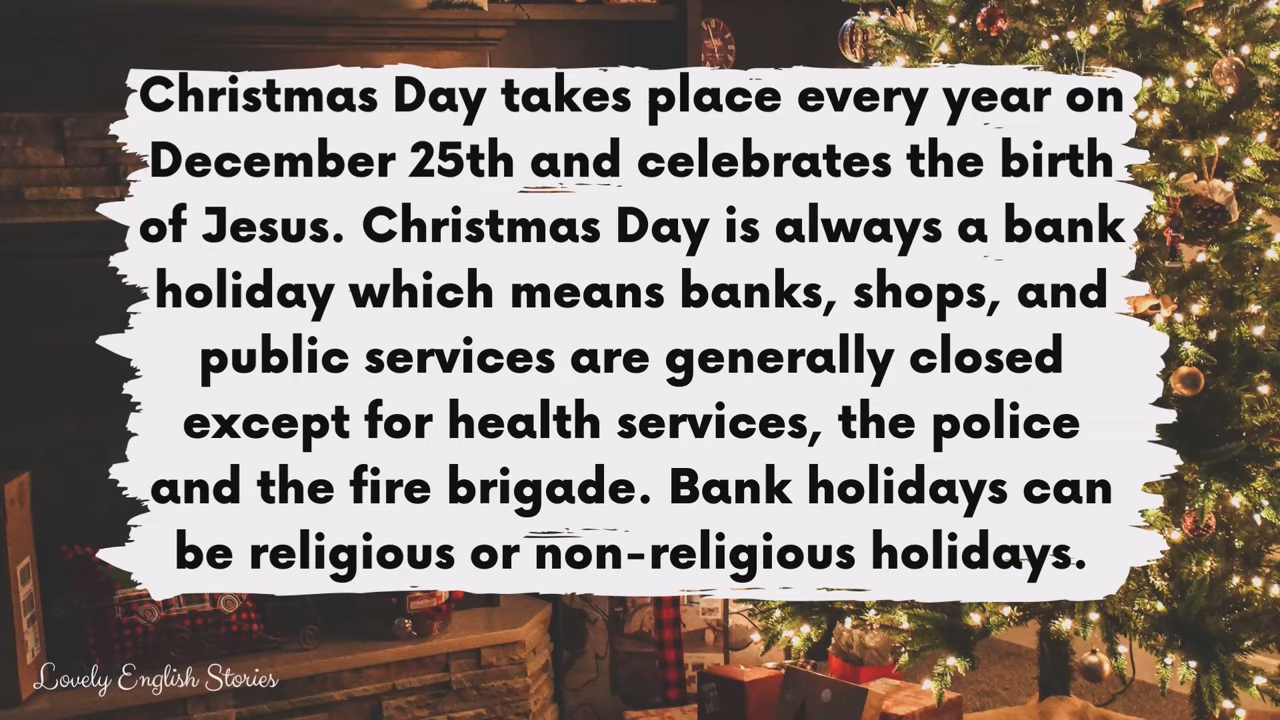 Christmas Day takes place every year on
December 25th and celebrates the birth
of Jesus. Christmas Day is always a bank
holiday which means banks, shops, and
public services are generally closed
except for health services, the police
and the fire brigade. Bank holidays can
be religious or non-religious holidays.
Lovely English Stories